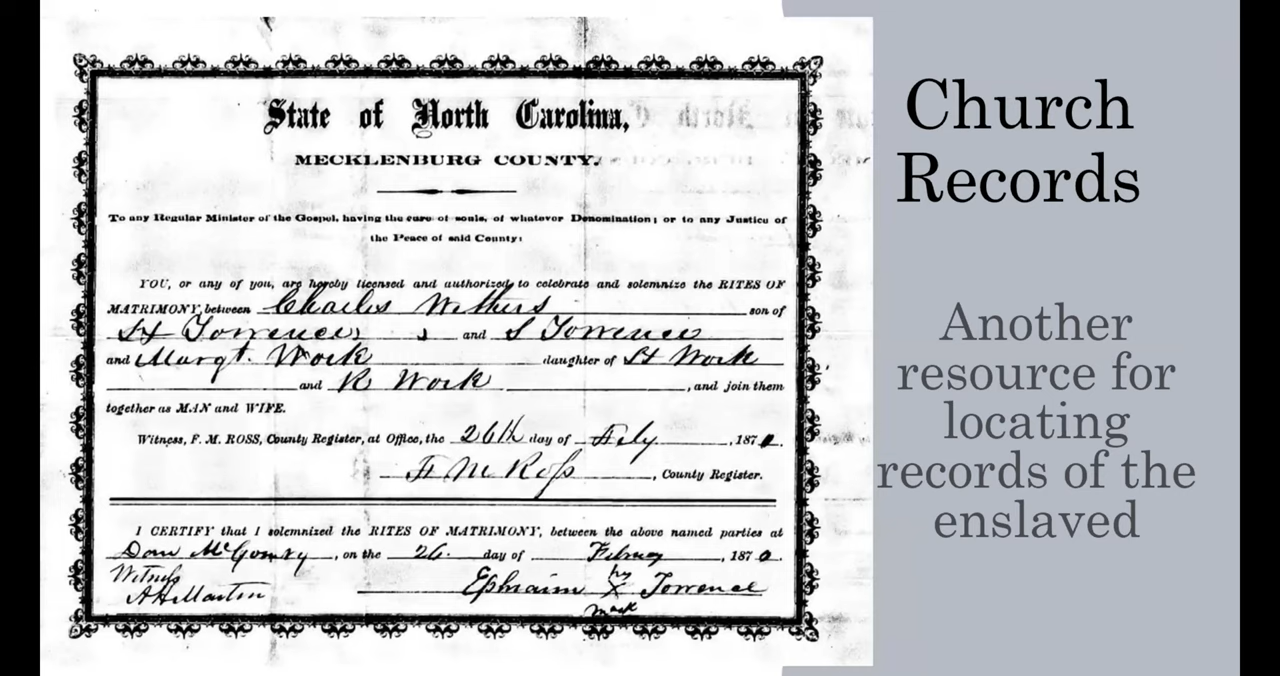 State of North Carolina,
MECKLENBURG COUNTY.
To any Regular Minister of the Gospel, having the cure of souls, of whatever Denomination; or to any Justice of
the Peace of said County:
YOU, or any of you, are hereby licensed and authorized to celebrate and solemnize the RITES OF
MATRIMONY, between Charles Withers son of
Torrence and S Torrence
and Margt. Work daughter of Work
and R Work, and join them
together as MAN and WIFE.
Witness, F. M. ROSS, County Register, at Office, the 26th day of Feby, 187
F M Ross, County Register.
I CERTIFY that I solemnized the RITES OF MATRIMONY, between the above named parties at
, on the 26. day of , 187
Witness
Ephraim his X Torrence
mark
Church
Records
Another
resource for
locating
records of the
enslaved